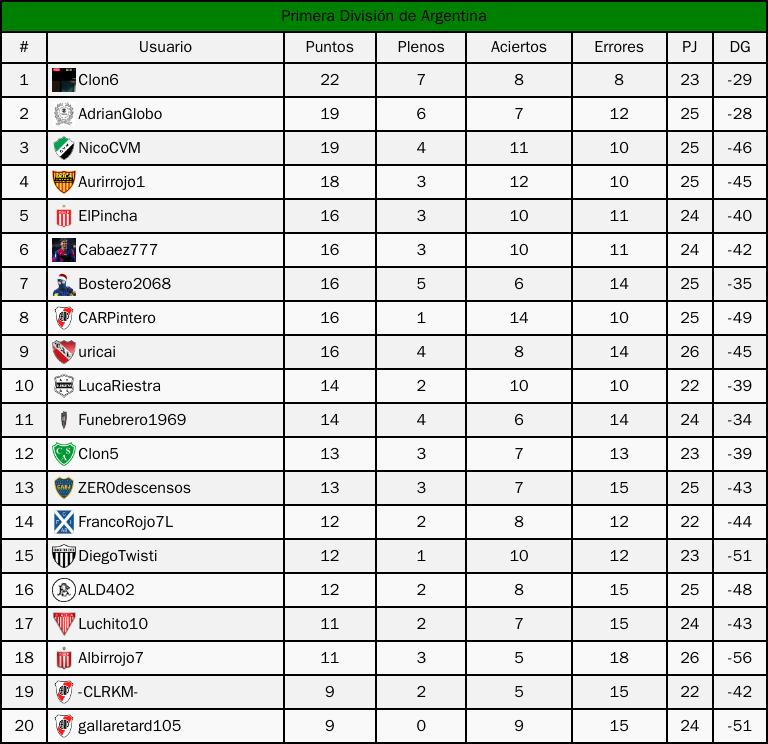 Primera División de Argentina
# Usuario Puntos Plenos Aciertos Errores PJ DG
1 Clon6 22 7 8 8 23 -29
2 AdrianGlobo 19 6 7 12 25 -28
3 NicoCVM 19 4 11 10 25 -46
4 Aurirrojo1 18 3 12 10 25 -45
5 ElPincha 16 3 10 11 24 -40
6 Cabaez777 16 3 10 11 24 -42
7 Bostero2068 16 5 6 14 25 -35
8 CARPintero 16 1 14 10 25 -49
9 uricai 16 4 8 14 26 -45
10 LucaRiestra 14 2 10 10 22 -39
11 Funebrero1969 14 4 6 14 24 -34
12 Clon5 13 3 7 13 23 -39
13 ZER0descensos 13 3 7 15 25 -43
14 FrancoRojo7L 12 2 8 12 22 -44
15 DiegoTwisti 12 1 10 12 23 -51
16 ALD402 12 2 8 15 25 -48
17 Luchito10 11 2 7 15 24 -43
18 Albirrojo7 11 3 5 18 26 -56
19 -CLRKM- 9 2 5 15 22 -42
20 gallaretard105 9 0 9 15 24 -51